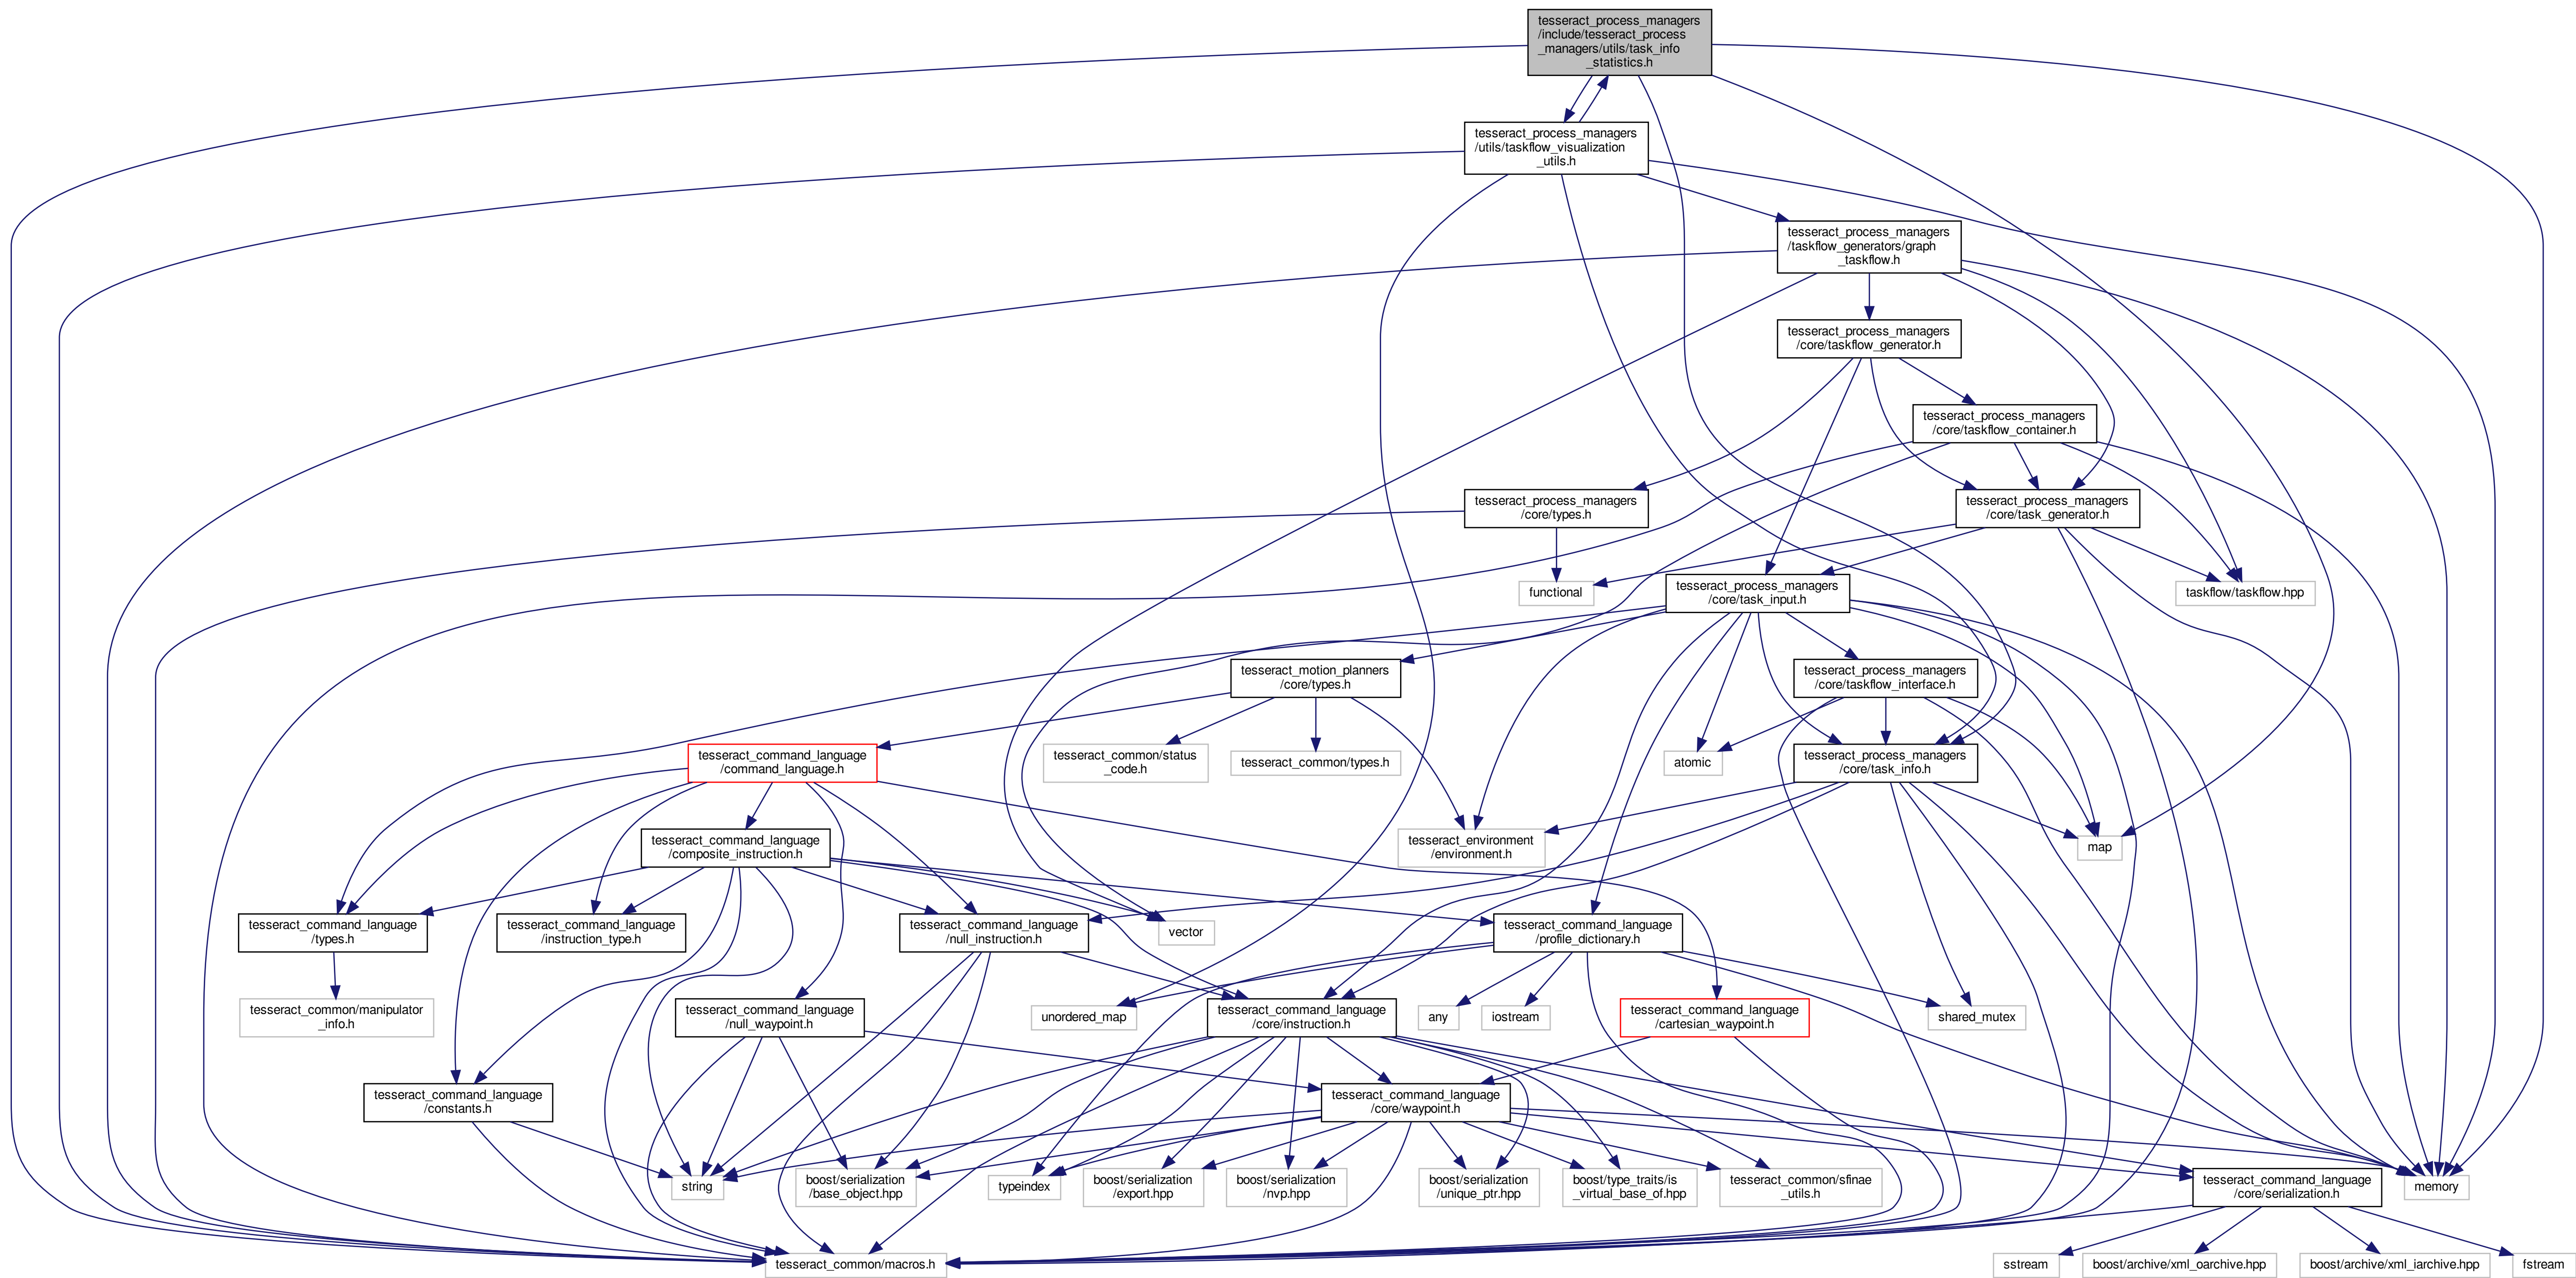 tesseract_process_managers
/include/tesseract_process
_managers/utils/task_info
_statistics.h
tesseract_process_managers
/utils/taskflow_visualization
_utils.h
tesseract_process_managers
/taskflow_generators/graph
_taskflow.h
tesseract_process_managers
/core/taskflow_generator.h
tesseract_process_managers
/core/taskflow_container.h
tesseract_process_managers
/core/types.h
tesseract_process_managers
/core/task_generator.h
functional
tesseract_process_managers
/core/task_input.h
taskflow/taskflow.hpp
tesseract_motion_planners
/core/types.h
tesseract_process_managers
/core/taskflow_interface.h
tesseract_command_language
/command_language.h
tesseract_common/status
_code.h
tesseract_common/types.h
atomic
tesseract_process_managers
/core/task_info.h
tesseract_command_language
/composite_instruction.h
tesseract_environment
/environment.h
map
tesseract_command_language
/types.h
tesseract_command_language
/instruction_type.h
tesseract_command_language
/null_instruction.h
vector
tesseract_command_language
/profile_dictionary.h
tesseract_common/manipulator
_info.h
tesseract_command_language
/null_waypoint.h
unordered_map
tesseract_command_language
/core/instruction.h
any
iostream
tesseract_command_language
/cartesian_waypoint.h
shared_mutex
tesseract_command_language
/constants.h
tesseract_command_language
/core/waypoint.h
string
boost/serialization
/base_object.hpp
typeindex
boost/serialization
/export.hpp
boost/serialization
/nvp.hpp
boost/serialization
/unique_ptr.hpp
boost/type_traits/is
_virtual_base_of.hpp
tesseract_common/sfinae
_utils.h
tesseract_command_language
/core/serialization.h
memory
tesseract_common/macros.h
sstream
boost/archive/xml_oarchive.hpp
boost/archive/xml_iarchive.hpp
fstream